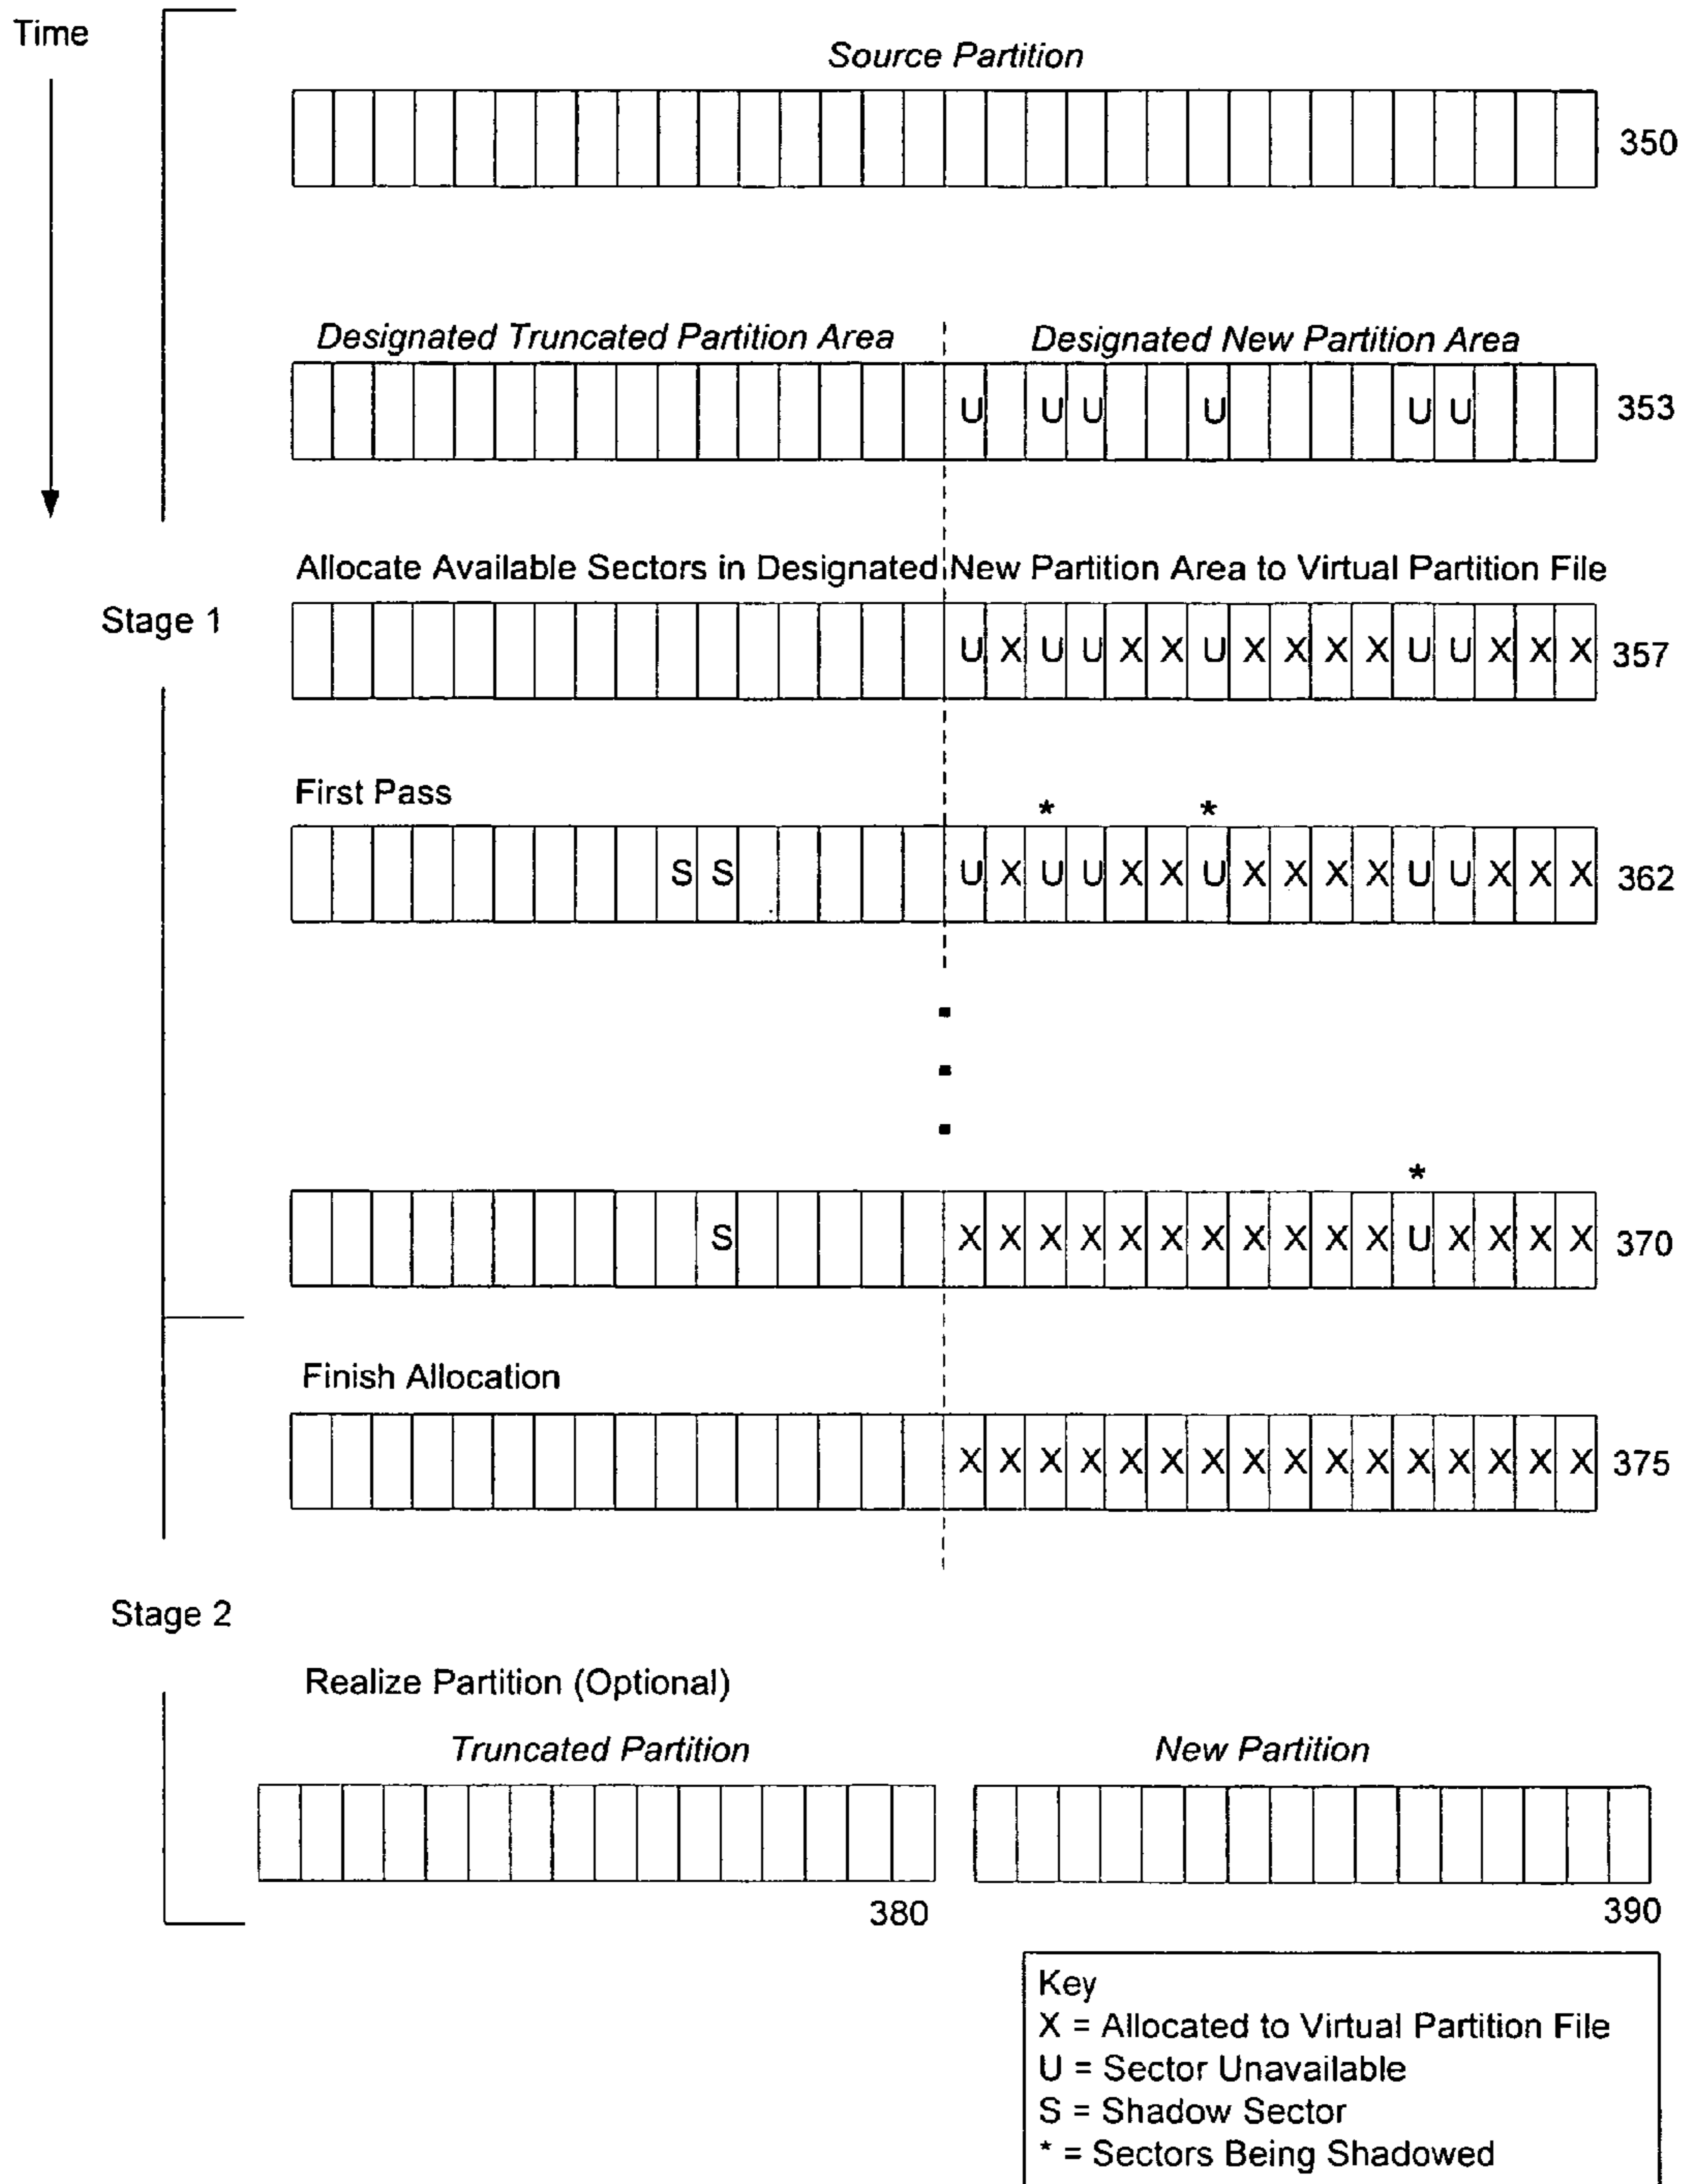 Time
Source Partition
350
Designated Truncated Partition Area
Designated New Partition Area
U U U U U U
353
Allocate Available Sectors in Designated New Partition Area to Virtual Partition File
Stage 1
U X U U X X U X X X X U U X X X
357
First Pass
* *
S S U X U U X X U X X X X U U X X X
362
*
S X X X X X X X X X X X U X X X X
370
Finish Allocation
X X X X X X X X X X X X X X X X
375
Stage 2
Realize Partition (Optional)
Truncated Partition
New Partition
380
390
Key
X = Allocated to Virtual Partition File
U = Sector Unavailable
S = Shadow Sector
* = Sectors Being Shadowed